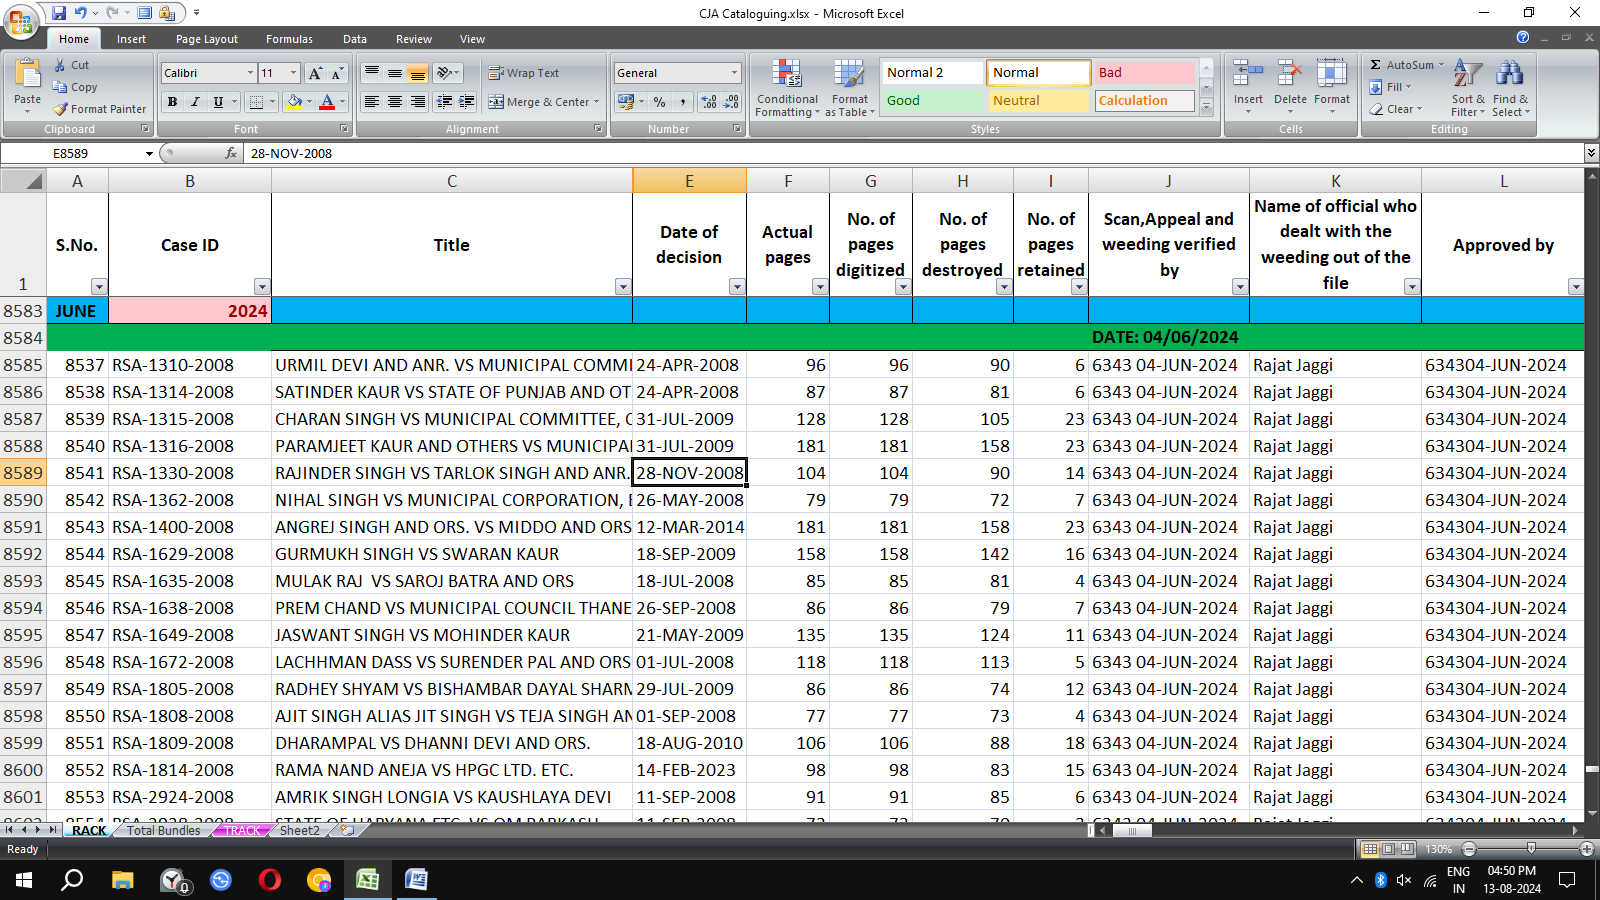 CJA Cataloguing.xlsx - Microsoft Excel
Home Insert Page Layout Formulas Data Review View
Paste Cut Copy Format Painter Clipboard
Calibri 11 B I U Font
Wrap Text Merge & Center Alignment
General % , Number
Conditional Formatting Format as Table
Normal 2 Normal Bad
Good Neutral Calculation
Styles
Insert Delete Format Cells
Σ AutoSum Fill Clear Sort & Filter Find & Select Editing
E8589 fx 28-NOV-2008
A B C E F G H I J K L
1 S.No. Case ID Title Date of decision Actual pages No. of pages digitized No. of pages destroyed No. of pages retained Scan,Appeal and weeding verified by Name of official who dealt with the weeding out of the file Approved by
8583 JUNE 2024
8584 DATE: 04/06/2024
8585 8537 RSA-1310-2008 URMIL DEVI AND ANR. VS MUNICIPAL COMMI 24-APR-2008 96 96 90 6 6343 04-JUN-2024 Rajat Jaggi 634304-JUN-2024
8586 8538 RSA-1314-2008 SATINDER KAUR VS STATE OF PUNJAB AND OT 24-APR-2008 87 87 81 6 6343 04-JUN-2024 Rajat Jaggi 634304-JUN-2024
8587 8539 RSA-1315-2008 CHARAN SINGH VS MUNICIPAL COMMITTEE, 31-JUL-2009 128 128 105 23 6343 04-JUN-2024 Rajat Jaggi 634304-JUN-2024
8588 8540 RSA-1316-2008 PARAMJEET KAUR AND OTHERS VS MUNICIPAL 31-JUL-2009 181 181 158 23 6343 04-JUN-2024 Rajat Jaggi 634304-JUN-2024
8589 8541 RSA-1330-2008 RAJINDER SINGH VS TARLOK SINGH AND ANR. 28-NOV-2008 104 104 90 14 6343 04-JUN-2024 Rajat Jaggi 634304-JUN-2024
8590 8542 RSA-1362-2008 NIHAL SINGH VS MUNICIPAL CORPORATION, 26-MAY-2008 79 79 72 7 6343 04-JUN-2024 Rajat Jaggi 634304-JUN-2024
8591 8543 RSA-1400-2008 ANGREJ SINGH AND ORS. VS MIDDO AND ORS 12-MAR-2014 181 181 158 23 6343 04-JUN-2024 Rajat Jaggi 634304-JUN-2024
8592 8544 RSA-1629-2008 GURMUKH SINGH VS SWARAN KAUR 18-SEP-2009 158 158 142 16 6343 04-JUN-2024 Rajat Jaggi 634304-JUN-2024
8593 8545 RSA-1635-2008 MULAK RAJ VS SAROJ BATRA AND ORS 18-JUL-2008 85 85 81 4 6343 04-JUN-2024 Rajat Jaggi 634304-JUN-2024
8594 8546 RSA-1638-2008 PREM CHAND VS MUNICIPAL COUNCIL THANE 26-SEP-2008 86 86 79 7 6343 04-JUN-2024 Rajat Jaggi 634304-JUN-2024
8595 8547 RSA-1649-2008 JASWANT SINGH VS MOHINDER KAUR 21-MAY-2009 135 135 124 11 6343 04-JUN-2024 Rajat Jaggi 634304-JUN-2024
8596 8548 RSA-1672-2008 LACHHMAN DASS VS SURENDER PAL AND ORS 01-JUL-2008 118 118 113 5 6343 04-JUN-2024 Rajat Jaggi 634304-JUN-2024
8597 8549 RSA-1805-2008 RADHEY SHYAM VS BISHAMBAR DAYAL SHARM 29-JUL-2009 86 86 74 12 6343 04-JUN-2024 Rajat Jaggi 634304-JUN-2024
8598 8550 RSA-1808-2008 AJIT SINGH ALIAS JIT SINGH VS TEJA SINGH AN 01-SEP-2008 77 77 73 4 6343 04-JUN-2024 Rajat Jaggi 634304-JUN-2024
8599 8551 RSA-1809-2008 DHARAMPAL VS DHANNI DEVI AND ORS. 18-AUG-2010 106 106 88 18 6343 04-JUN-2024 Rajat Jaggi 634304-JUN-2024
8600 8552 RSA-1814-2008 RAMA NAND ANEJA VS HPGC LTD. ETC. 14-FEB-2023 98 98 83 15 6343 04-JUN-2024 Rajat Jaggi 634304-JUN-2024
8601 8553 RSA-2924-2008 AMRIK SINGH LONGIA VS KAUSHLAYA DEVI 11-SEP-2008 91 91 85 6 6343 04-JUN-2024 Rajat Jaggi 634304-JUN-2024
RACK Total Bundles TRACK Sheet2
Ready 130%
ENG 04:50 PM
IN 13-08-2024